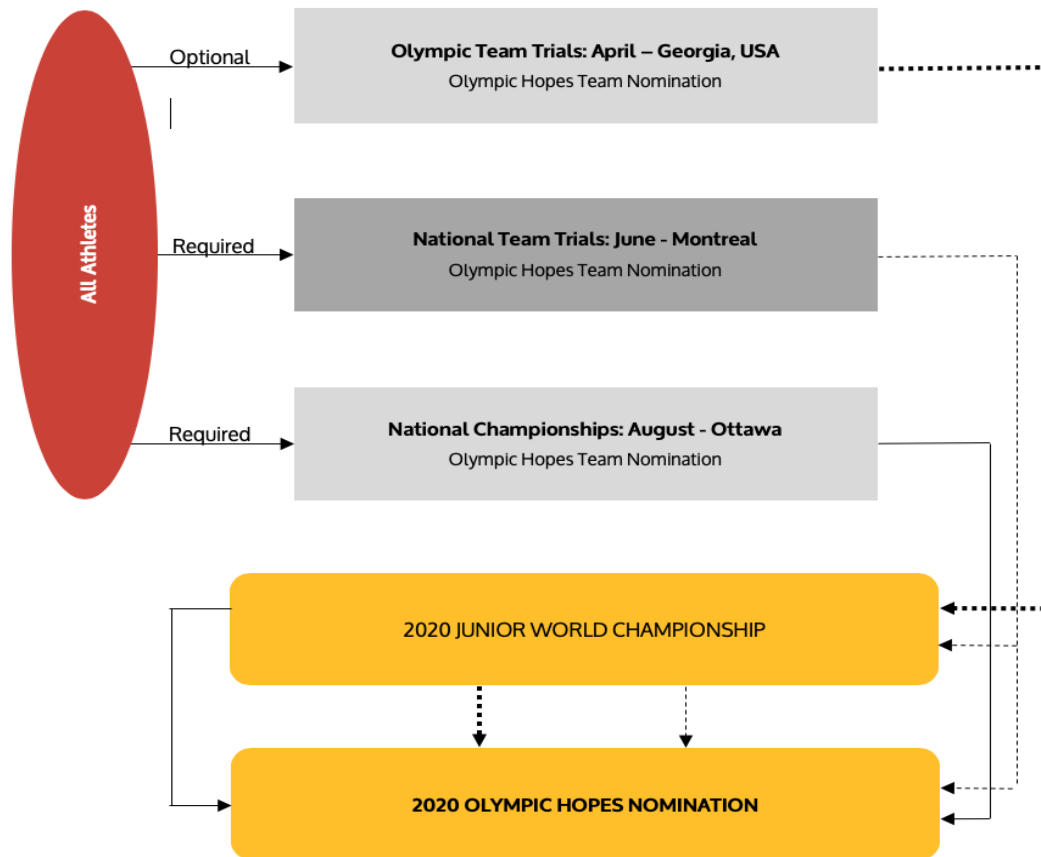 All Athletes
Optional
Olympic Team Trials: April – Georgia, USA
Olympic Hopes Team Nomination
Required
National Team Trials: June - Montreal
Olympic Hopes Team Nomination
Required
National Championships: August - Ottawa
Olympic Hopes Team Nomination
2020 JUNIOR WORLD CHAMPIONSHIP
2020 OLYMPIC HOPES NOMINATION